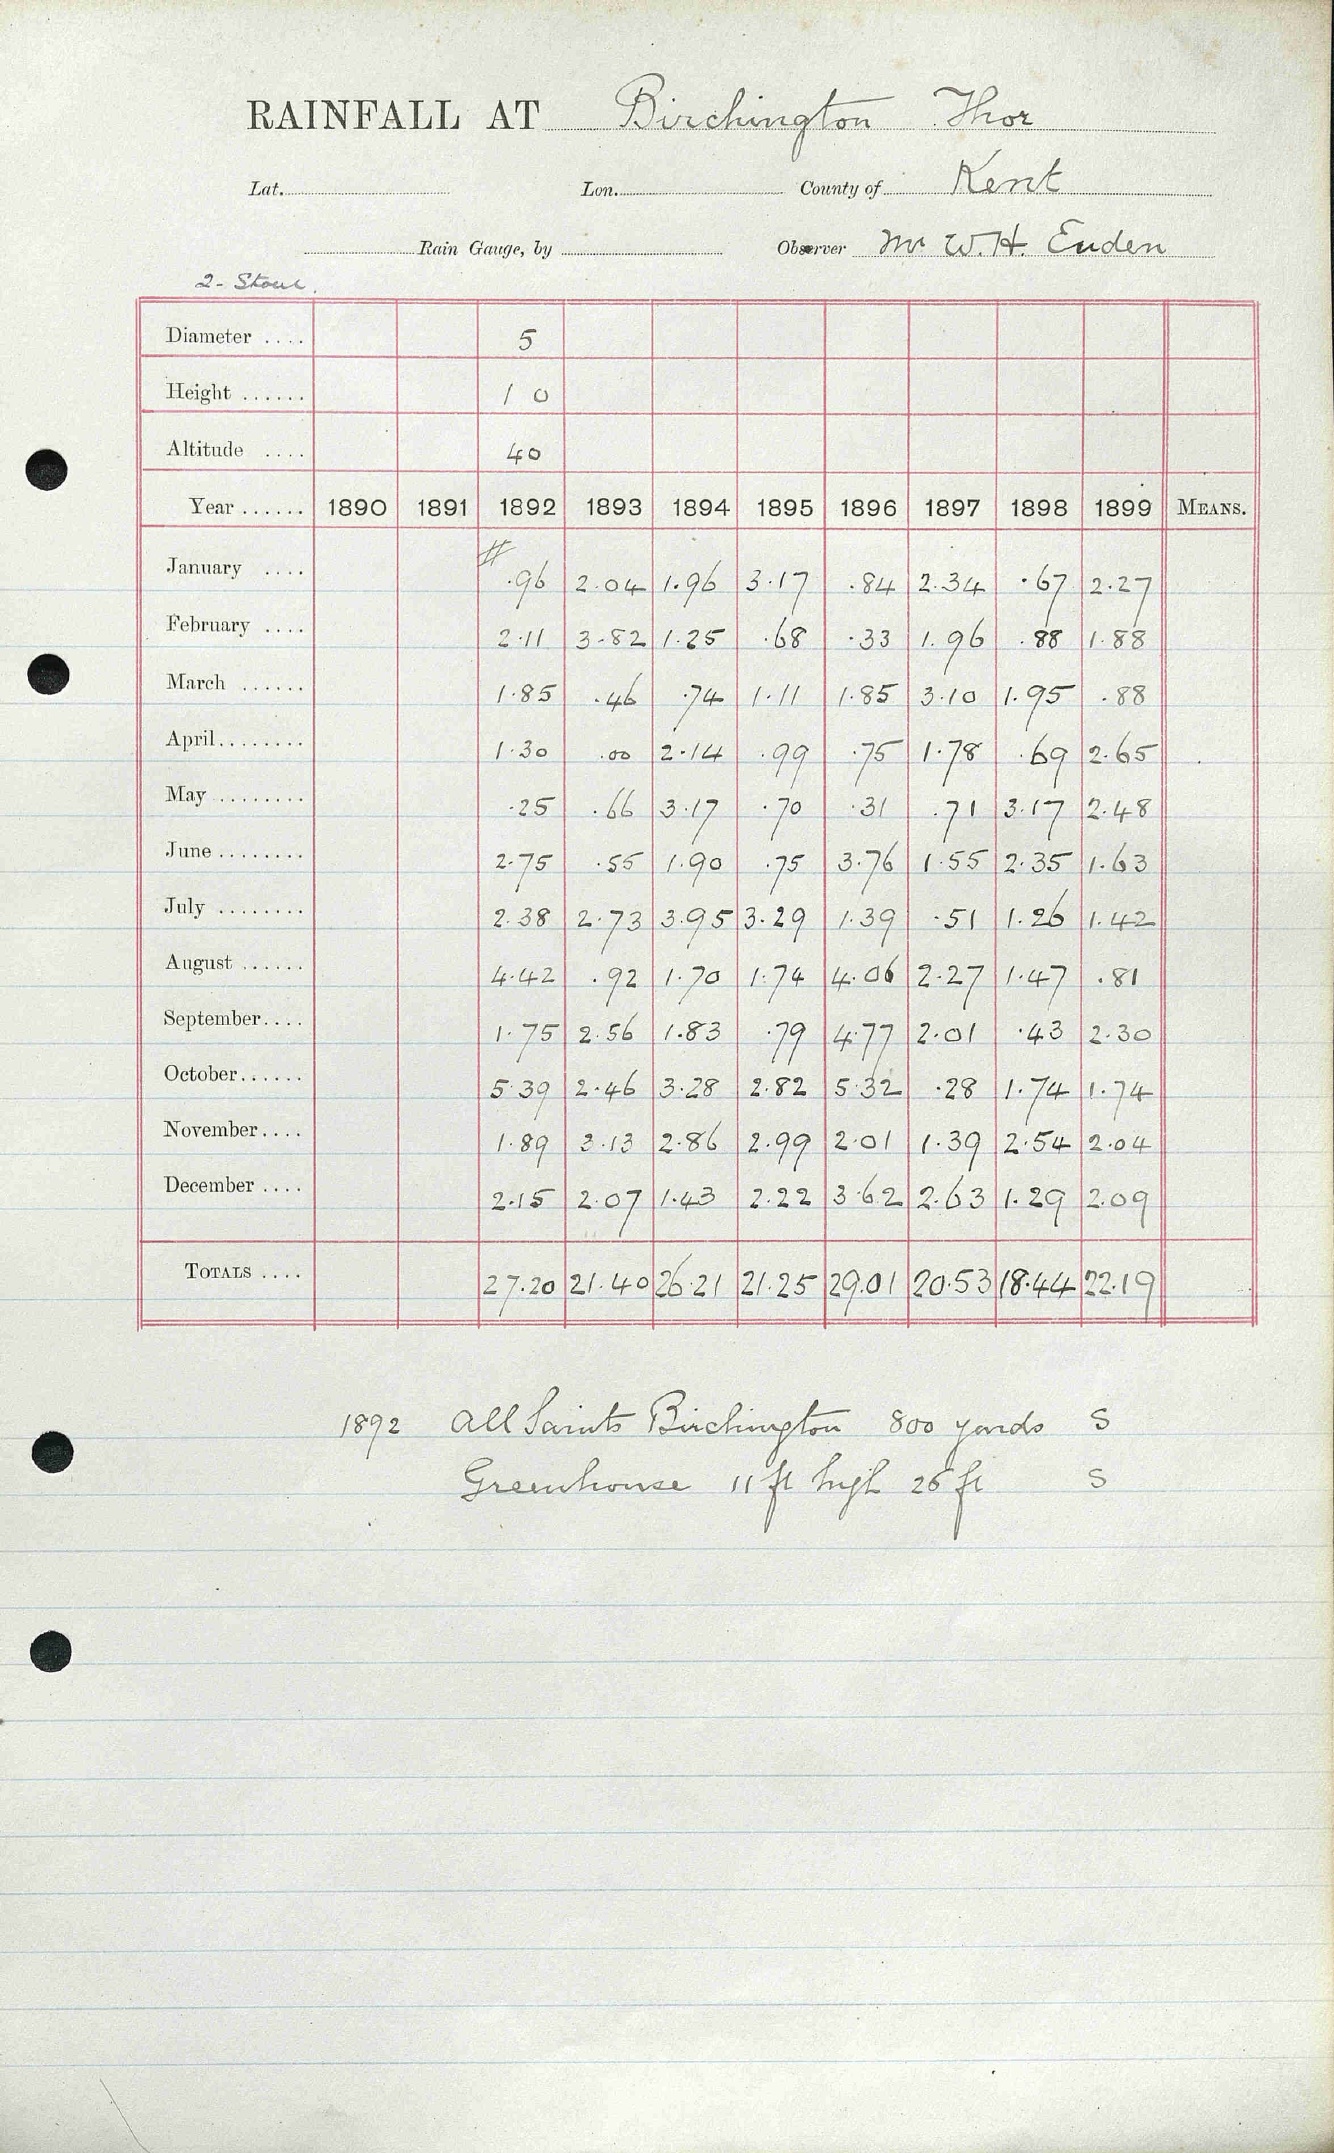 RAINFALL AT Birchington Thor
Lat. Lon. County of Kent
Rain Gauge, by Observer Mr W. H. Enden
2- Stour.
Diameter .... 5
Height ...... 1 0
Altitude .... 40
Year ...... 1890 1891 1892 1893 1894 1895 1896 1897 1898 1899 MEANS.
January .... # .96 2.04 1.96 3.17 .84 2.34 .67 2.27
February .... 2.11 3.82 1.25 .68 .33 1.96 .88 1.88
March ...... 1.85 .46 .74 1.11 1.85 3.10 1.95 .88
April ........ 1.30 .00 2.14 .99 .75 1.78 .69 2.65
May ........ .25 .66 3.17 .70 .31 .71 3.17 2.48
June ........ 2.75 .55 1.90 .75 3.76 1.55 2.35 1.63
July ........ 2.38 2.73 3.95 3.29 1.39 .51 1.26 1.42
August ...... 4.42 .92 1.70 1.74 4.06 2.27 1.47 .81
September .... 1.75 2.56 1.83 .79 4.77 2.01 .43 2.30
October ...... 5.39 2.46 3.28 2.82 5.32 .28 1.74 1.74
November .... 1.89 3.13 2.86 2.99 2.01 1.39 2.54 2.04
December .... 2.15 2.07 1.43 2.22 3.62 2.63 1.29 2.09
TOTALS .... 27.20 21.40 26.21 21.25 29.01 20.53 18.44 22.19
1892 All Saints Birchington 800 yards S
Greenhouse 11 ft high 26 ft S